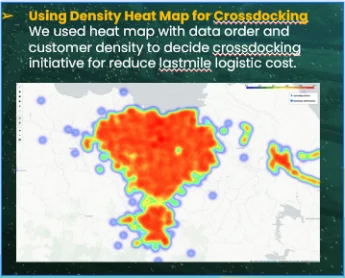 Using Density Heat Map for Crossdocking
We used heat map with data order and
customer density to decide crossdocking
initiative for reduce lastmile logistic cost.